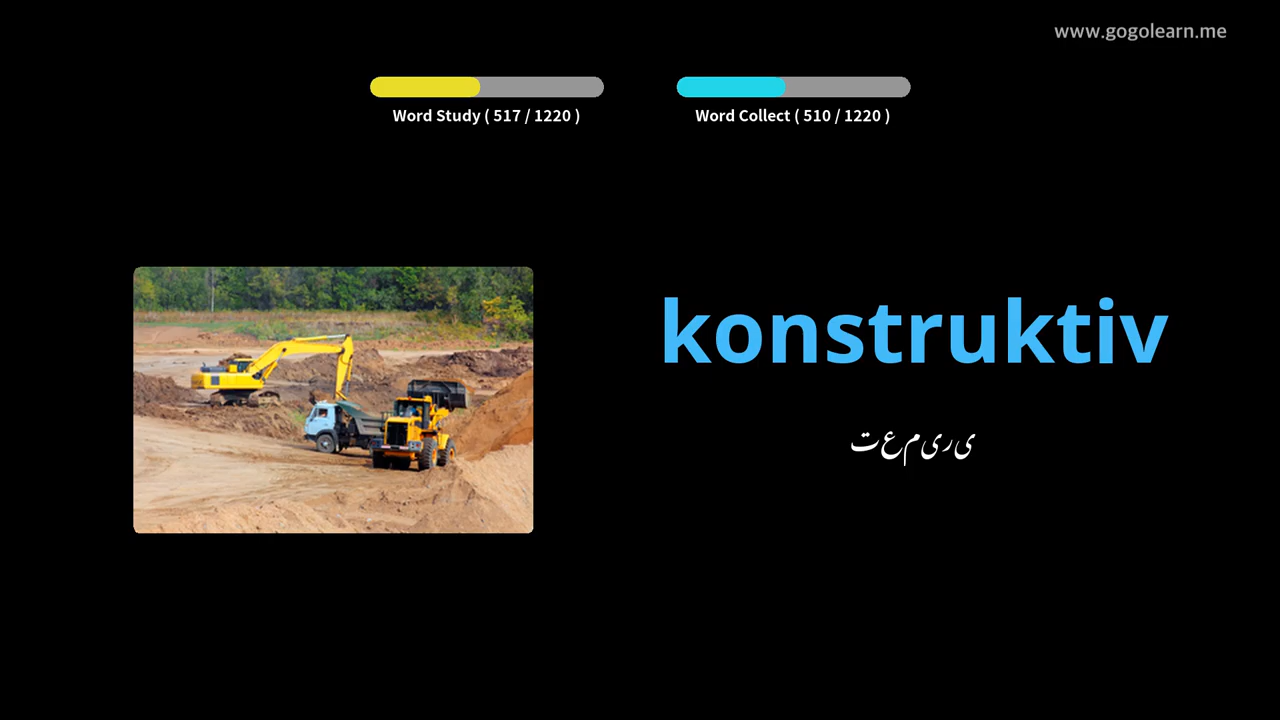 www.gogolearn.me
Word Study ( 517 / 1220 )
Word Collect ( 510 / 1220 )
konstruktiv
تعمیری